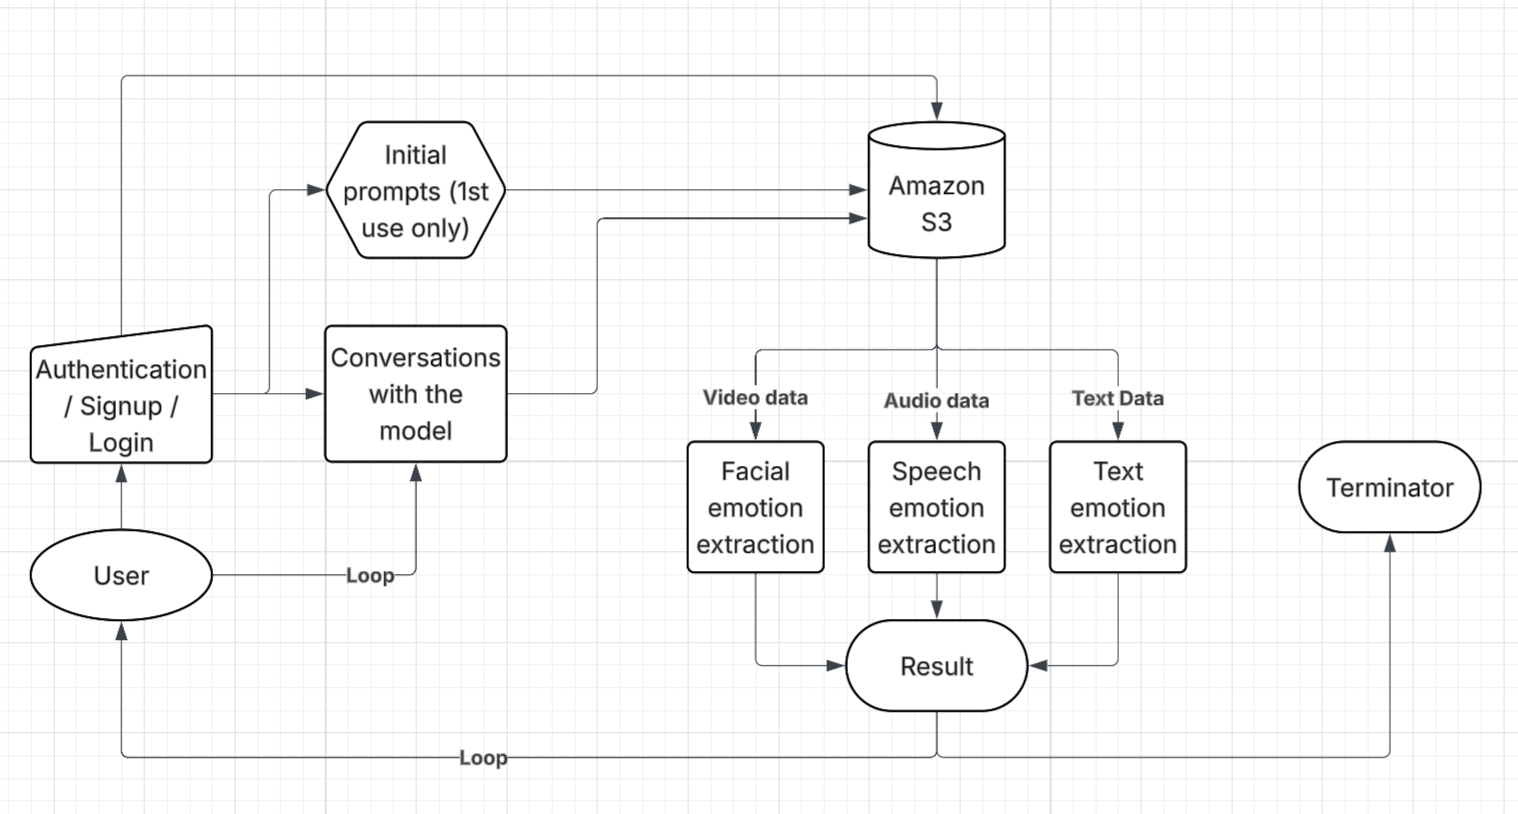 Initial
prompts (1st
use only)
Amazon
S3
Authentication
/ Signup /
Login
Conversations
with the
model
Video data
Audio data
Text Data
Facial
emotion
extraction
Speech
emotion
extraction
Text
emotion
extraction
Terminator
User
Loop
Result
Loop